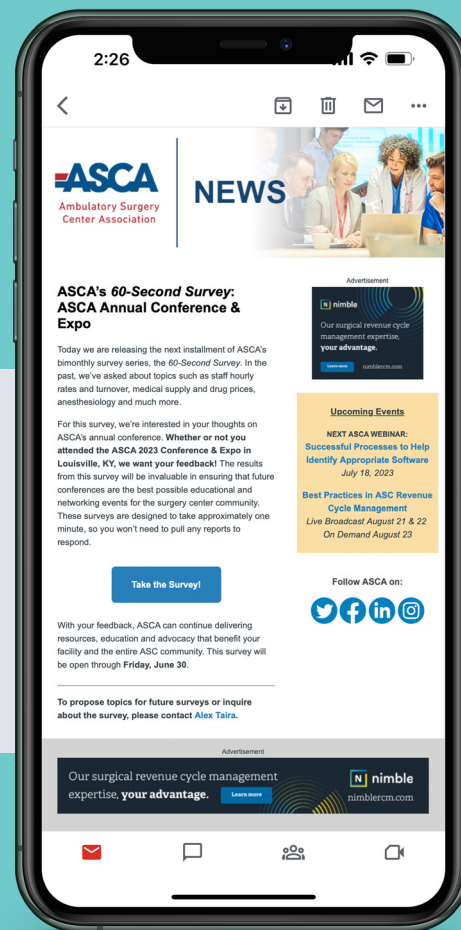 2:26
ASCA
Ambulatory Surgery
Center Association
NEWS
ASCA's 60-Second Survey:
ASCA Annual Conference &
Expo
Today we are releasing the next installment of ASCA's
bimonthly survey series, the 60-Second Survey. In the
past, we've asked about topics such as staff hourly
rates and turnover, medical supply and drug prices,
anesthesiology and much more.
For this survey, we're interested in your thoughts on
ASCA's annual conference. Whether or not you
attended the ASCA 2023 Conference & Expo in
Louisville, KY, we want your feedback! The results
from this survey will be invaluable in ensuring that future
conferences are the best possible educational and
networking events for the surgery center community.
These surveys are designed to take approximately one
minute, so you won't need to pull any reports to
respond.
Take the Survey!
With your feedback, ASCA can continue delivering
resources, education and advocacy that benefit your
facility and the entire ASC community. This survey will
be open through Friday, June 30.
To propose topics for future surveys or inquire
about the survey, please contact Alex Taira.
Advertisement
N nimble
Our surgical revenue cycle
management expertise,
your advantage.
Learn more
nimblercm.com
Upcoming Events
NEXT ASCA WEBINAR:
Successful Processes to Help
Identify Appropriate Software
July 18, 2023
Best Practices in ASC Revenue
Cycle Management
Live Broadcast August 21 & 22
On Demand August 23
Follow ASCA on:
Advertisement
Our surgical revenue cycle management
expertise, your advantage.
Learn more
N nimble
nimblercm.com